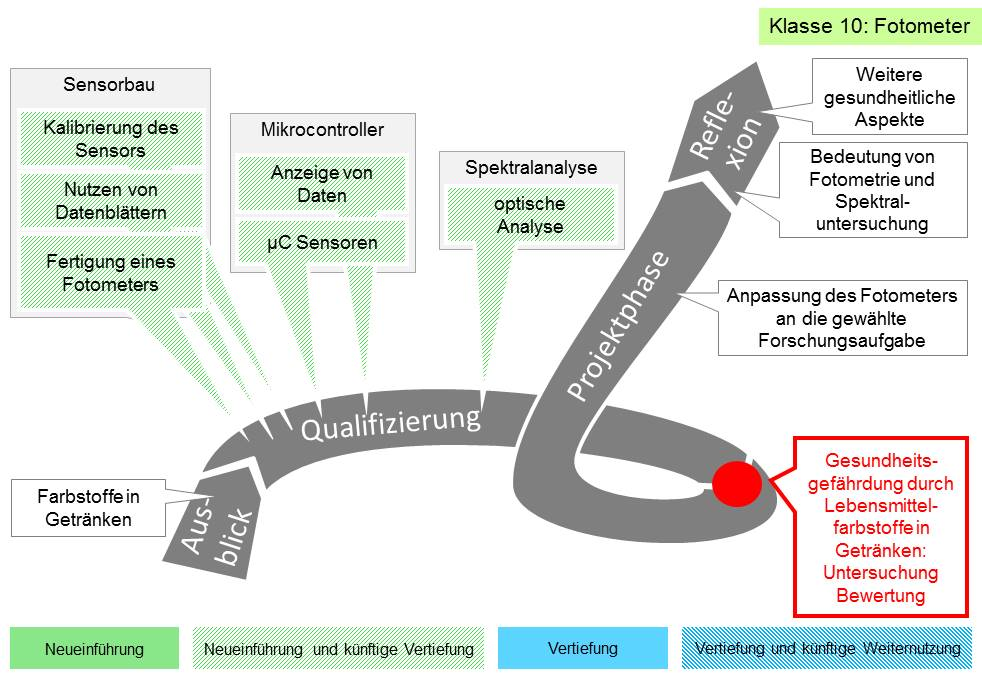 Klasse 10: Fotometer
Sensorbau
Kalibrierung des
Sensors
Nutzen von
Datenblättern
Fertigung eines
Fotometers
Mikrocontroller
Anzeige von
Daten
µC Sensoren
Spektralanalyse
optische
Analyse
Weitere
gesundheitliche
Aspekte
Bedeutung von
Fotometrie und
Spektral-
untersuchung
Anpassung des Fotometers
an die gewählte
Forschungsaufgabe
Refle-
xion
Projektphase
Qualifizierung
Aus-
blick
Farbstoffe in
Getränken
Gesundheits-
gefährdung durch
Lebensmittel-
farbstoffe in
Getränken:
Untersuchung
Bewertung
Neueinführung
Neueinführung und künftige Vertiefung
Vertiefung
Vertiefung und künftige Weiternutzung